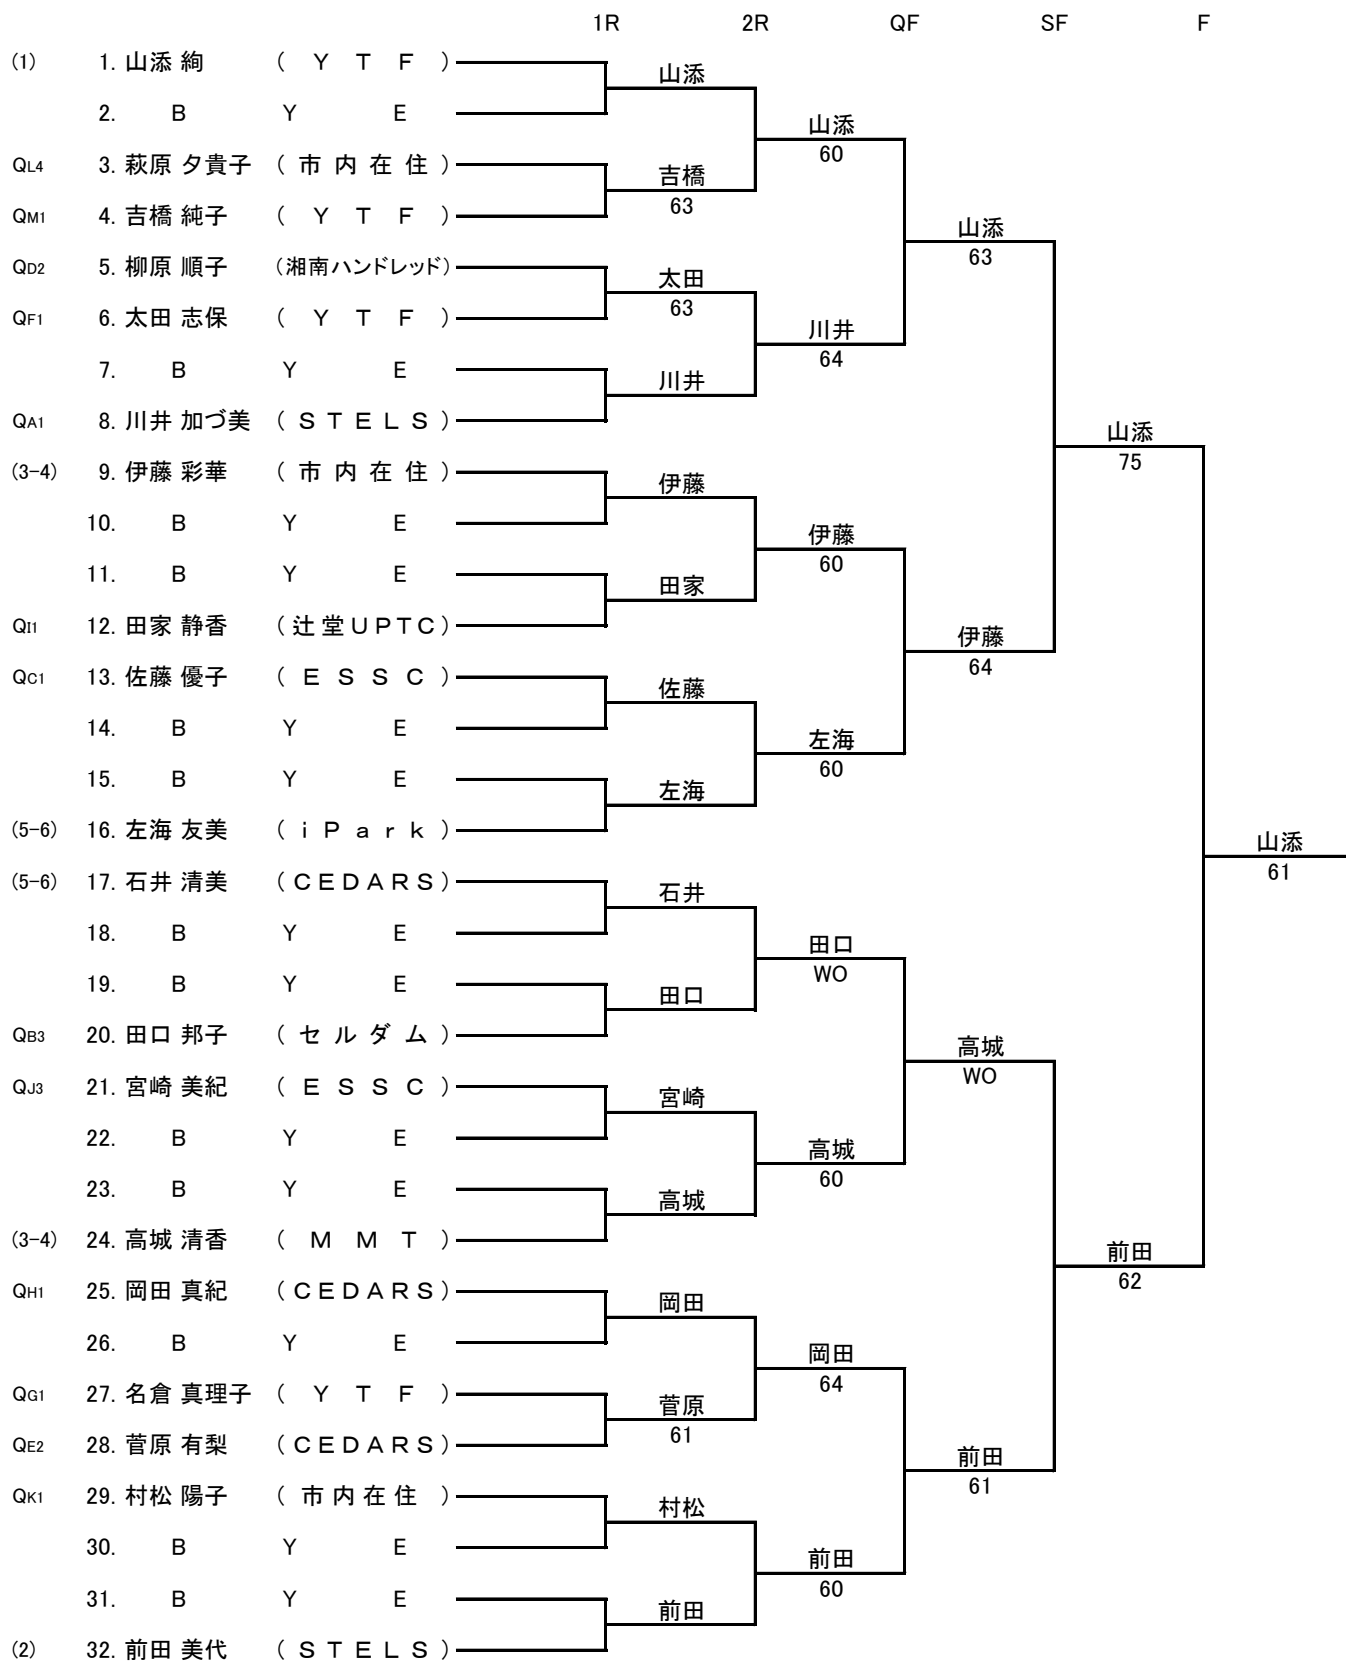 1R 2R QF SF F
(1) 1. 山添 絢 ( Y T F )
山添
2. B Y E
山添
60
QL4 3. 萩原 夕貴子 ( 市 内 在 住 )
吉橋
63
QM1 4. 吉橋 純子 ( Y T F )
山添
63
QD2 5. 柳原 順子 (湘南ハンドレッド)
太田
63
QF1 6. 太田 志保 ( Y T F )
川井
64
7. B Y E
川井
QA1 8. 川井 加づ美 ( S T E L S )
山添
75
(3-4) 9. 伊藤 彩華 ( 市 内 在 住 )
伊藤
10. B Y E
伊藤
60
11. B Y E
田家
QI1 12. 田家 静香 ( 辻 堂 U P T C )
伊藤
64
QC1 13. 佐藤 優子 ( E S S C )
佐藤
14. B Y E
左海
60
15. B Y E
左海
(5-6) 16. 左海 友美 ( i P a r k )
山添
61
(5-6) 17. 石井 清美 ( C E D A R S )
石井
18. B Y E
田口
WO
19. B Y E
田口
QB3 20. 田口 邦子 ( セ ル ダ ム )
高城
WO
QJ3 21. 宮崎 美紀 ( E S S C )
宮崎
22. B Y E
高城
60
23. B Y E
高城
(3-4) 24. 高城 清香 ( M M T )
前田
62
QH1 25. 岡田 真紀 ( C E D A R S )
岡田
26. B Y E
岡田
64
QG1 27. 名倉 真理子 ( Y T F )
菅原
61
QE2 28. 菅原 有梨 ( C E D A R S )
前田
61
QK1 29. 村松 陽子 ( 市 内 在 住 )
村松
30. B Y E
前田
60
31. B Y E
前田
(2) 32. 前田 美代 ( S T E L S )